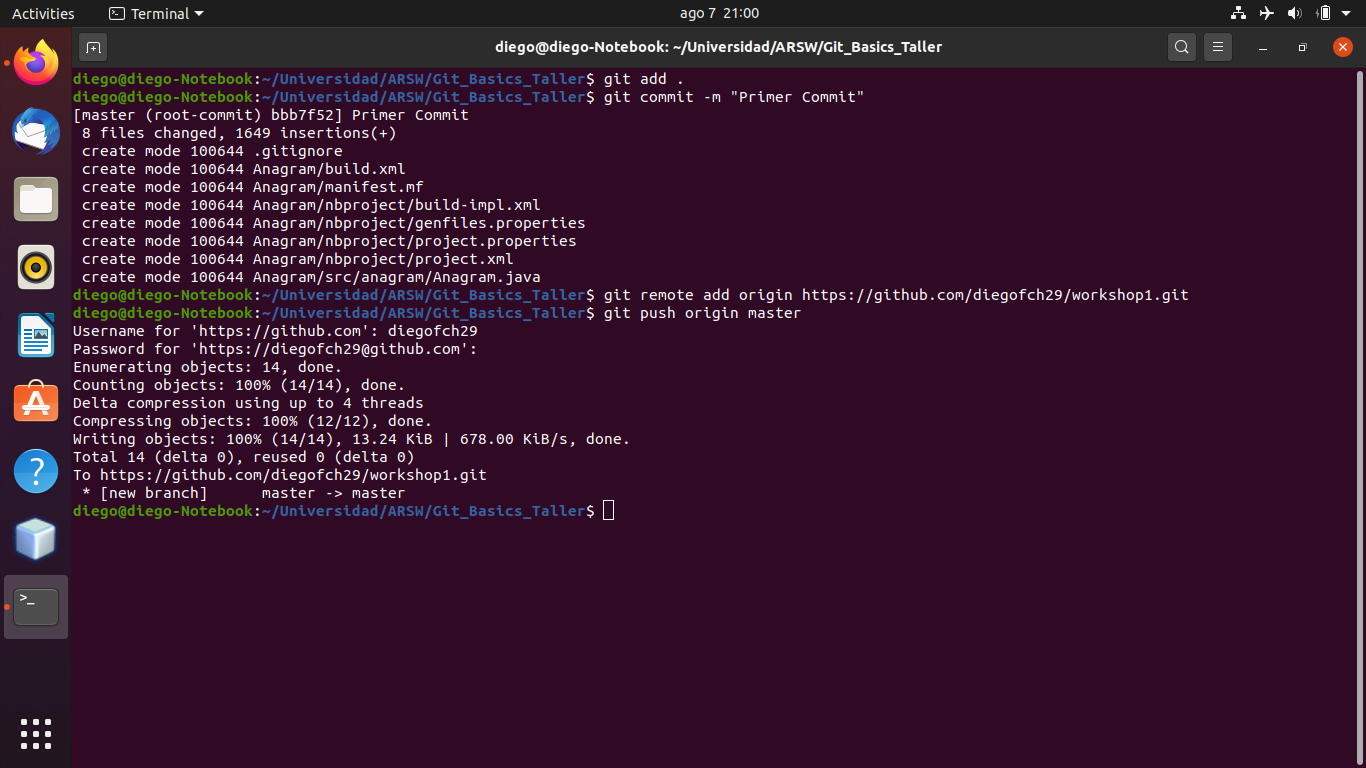 Activities
Terminal
ago 7 21:00
diego@diego-Notebook: ~/Universidad/ARSW/Git_Basics_Taller
diego@diego-Notebook:~/Universidad/ARSW/Git_Basics_Taller$ git add .
diego@diego-Notebook:~/Universidad/ARSW/Git_Basics_Taller$ git commit -m "Primer Commit"
[master (root-commit) bbb7f52] Primer Commit
 8 files changed, 1649 insertions(+)
 create mode 100644 .gitignore
 create mode 100644 Anagram/build.xml
 create mode 100644 Anagram/manifest.mf
 create mode 100644 Anagram/nbproject/build-impl.xml
 create mode 100644 Anagram/nbproject/genfiles.properties
 create mode 100644 Anagram/nbproject/project.properties
 create mode 100644 Anagram/nbproject/project.xml
 create mode 100644 Anagram/src/anagram/Anagram.java
diego@diego-Notebook:~/Universidad/ARSW/Git_Basics_Taller$ git remote add origin https://github.com/diegofch29/workshop1.git
diego@diego-Notebook:~/Universidad/ARSW/Git_Basics_Taller$ git push origin master
Username for 'https://github.com': diegofch29
Password for 'https://diegofch29@github.com':
Enumerating objects: 14, done.
Counting objects: 100% (14/14), done.
Delta compression using up to 4 threads
Compressing objects: 100% (12/12), done.
Writing objects: 100% (14/14), 13.24 KiB | 678.00 KiB/s, done.
Total 14 (delta 0), reused 0 (delta 0)
To https://github.com/diegofch29/workshop1.git
 * [new branch]      master -> master
diego@diego-Notebook:~/Universidad/ARSW/Git_Basics_Taller$